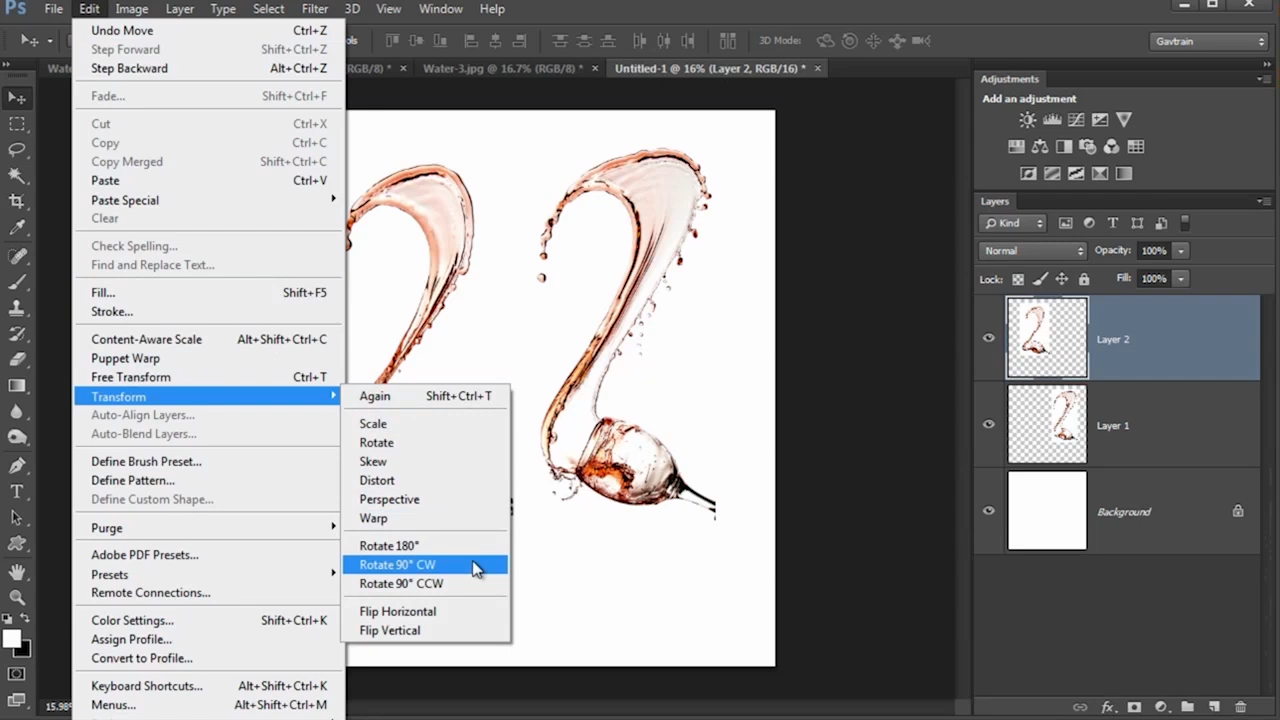 Ps File Edit Image Layer Type Select Filter 3D View Window Help
3D Mode: Gavtrain
RGB/8) * × Water-3.jpg @ 16.7% (RGB/8) * × Untitled-1 @ 16% (Layer 2, RGB/16) * ×
Undo Move Ctrl+Z
Step Forward Shift+Ctrl+Z
Step Backward Alt+Ctrl+Z
Fade... Shift+Ctrl+F
Cut Ctrl+X
Copy Ctrl+C
Copy Merged Shift+Ctrl+C
Paste Ctrl+V
Paste Special
Clear
Check Spelling...
Find and Replace Text...
Fill... Shift+F5
Stroke...
Content-Aware Scale Alt+Shift+Ctrl+C
Puppet Warp
Free Transform Ctrl+T
Transform
Auto-Align Layers...
Auto-Blend Layers...
Define Brush Preset...
Define Pattern...
Define Custom Shape...
Purge
Adobe PDF Presets...
Presets
Remote Connections...
Color Settings... Shift+Ctrl+K
Assign Profile...
Convert to Profile...
Keyboard Shortcuts... Alt+Shift+Ctrl+K
Menus... Alt+Shift+Ctrl+M
Again Shift+Ctrl+T
Scale
Rotate
Skew
Distort
Perspective
Warp
Rotate 180°
Rotate 90° CW
Rotate 90° CCW
Flip Horizontal
Flip Vertical
Adjustments
Add an adjustment
Layers
Kind
Normal Opacity: 100%
Lock: Fill: 100%
Layer 2
Layer 1
Background
fx
15.98%